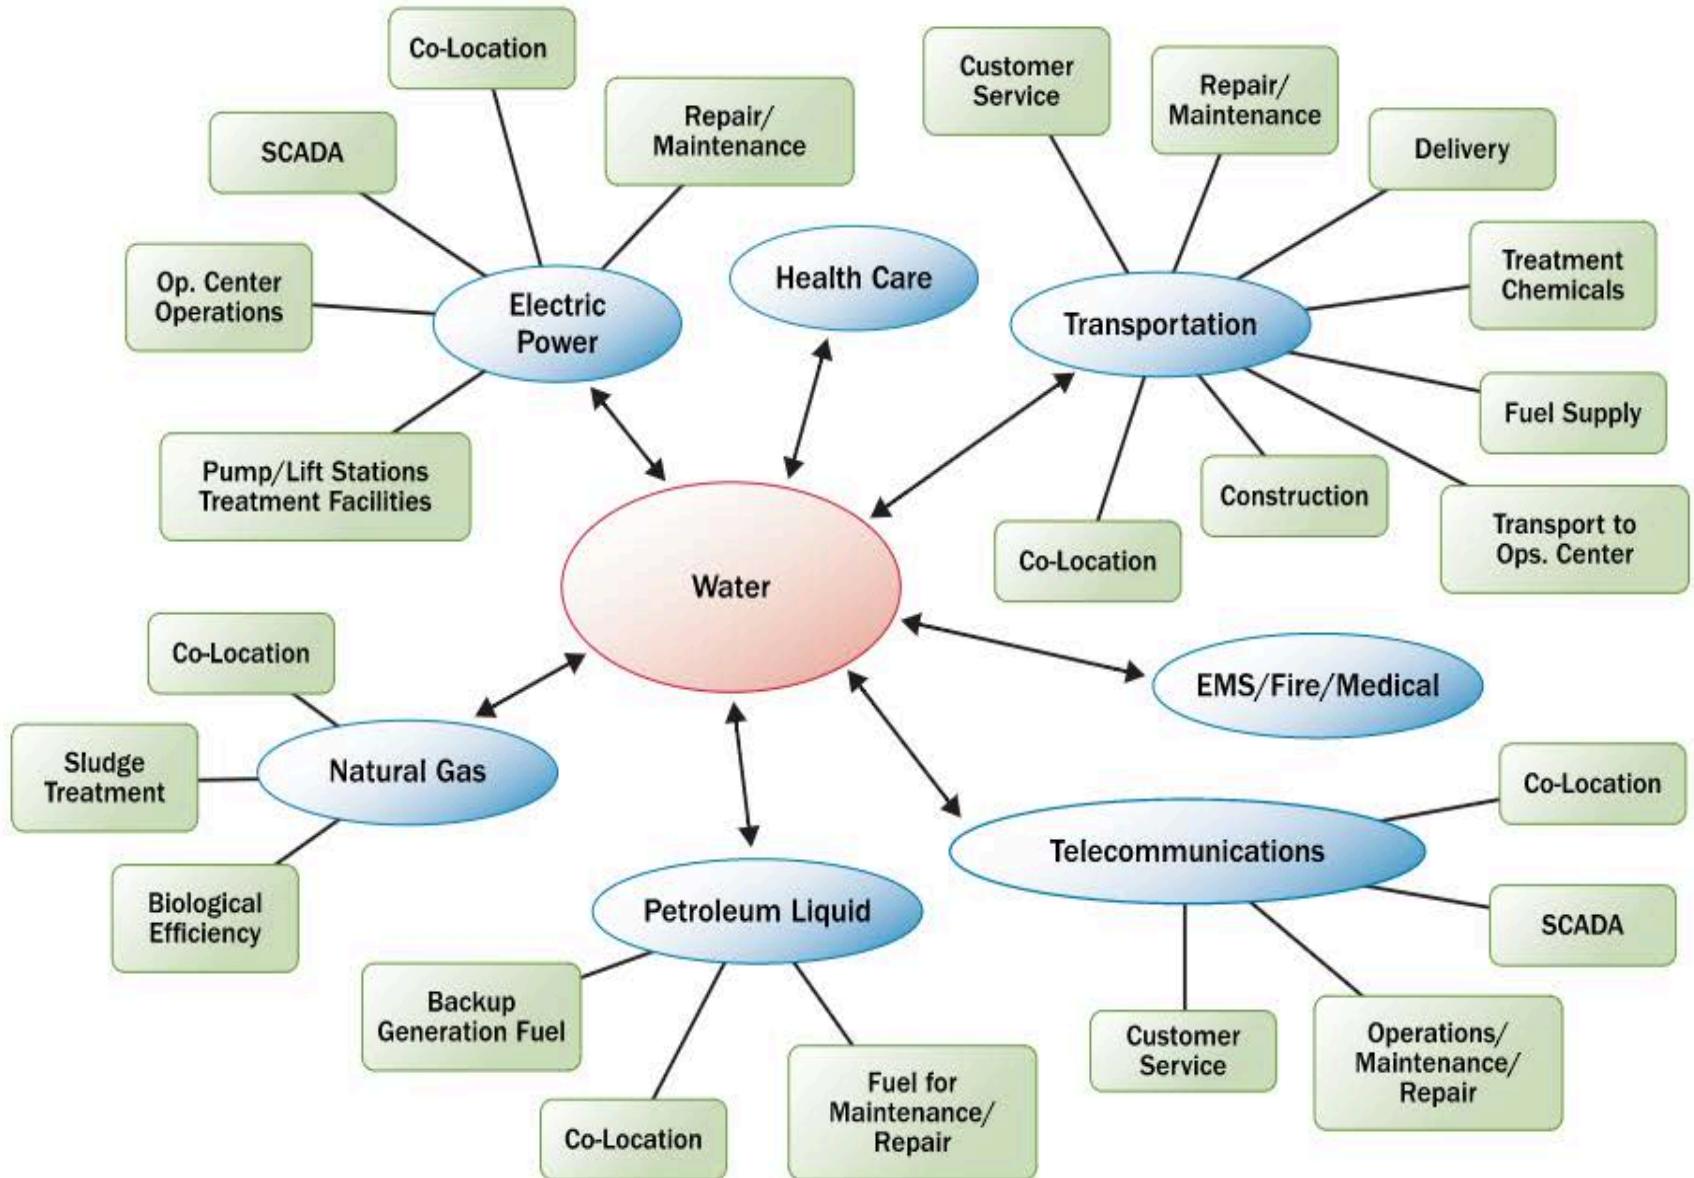 Co-Location
SCADA
Repair/
Maintenance
Op. Center
Operations
Electric
Power
Pump/Lift Stations
Treatment Facilities
Health Care
Customer
Service
Repair/
Maintenance
Delivery
Treatment
Chemicals
Transportation
Fuel Supply
Construction
Transport to
Ops. Center
Co-Location
Water
EMS/Fire/Medical
Co-Location
Sludge
Treatment
Natural Gas
Biological
Efficiency
Petroleum Liquid
Backup
Generation Fuel
Co-Location
Fuel for
Maintenance/
Repair
Telecommunications
Co-Location
SCADA
Customer
Service
Operations/
Maintenance/
Repair